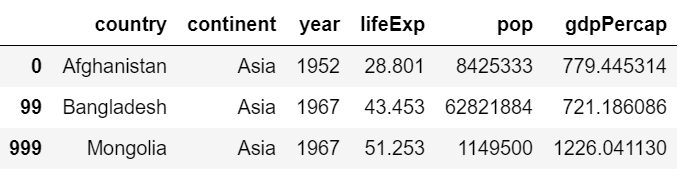 country continent year lifeExp pop gdpPercap
0 Afghanistan Asia 1952 28.801 8425333 779.445314
99 Bangladesh Asia 1967 43.453 62821884 721.186086
999 Mongolia Asia 1967 51.253 1149500 1226.041130